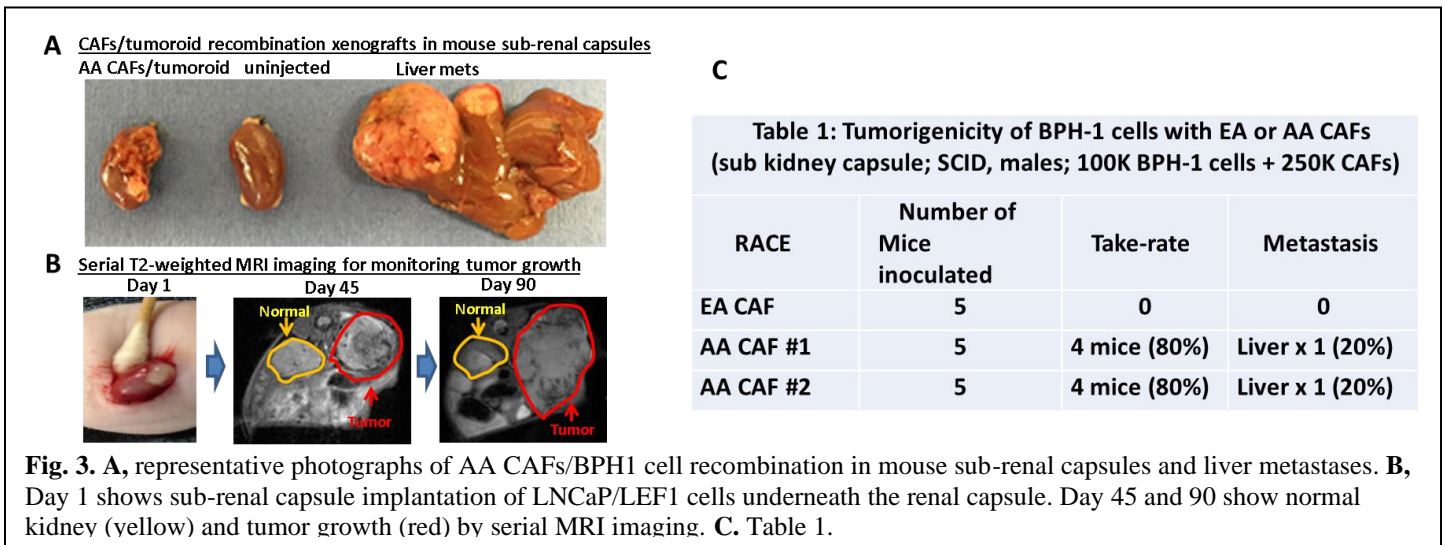 A CAFs/tumoroid recombination xenografts in mouse sub-renal capsules
AA CAFs/tumoroid uninjected Liver mets
B Serial T2-weighted MRI imaging for monitoring tumor growth
Day 1 Day 45 Day 90
Normal Normal
Tumor Tumor
C
Table 1: Tumorigenicity of BPH-1 cells with EA or AA CAFs
(sub kidney capsule; SCID, males; 100K BPH-1 cells + 250K CAFs)
RACE Number of Mice inoculated Take-rate Metastasis
EA CAF 5 0 0
AA CAF #1 5 4 mice (80%) Liver x 1 (20%)
AA CAF #2 5 4 mice (80%) Liver x 1 (20%)
Fig. 3. A, representative photographs of AA CAFs/BPH1 cell recombination in mouse sub-renal capsules and liver metastases. B,
Day 1 shows sub-renal capsule implantation of LNCaP/LEF1 cells underneath the renal capsule. Day 45 and 90 show normal
kidney (yellow) and tumor growth (red) by serial MRI imaging. C. Table 1.